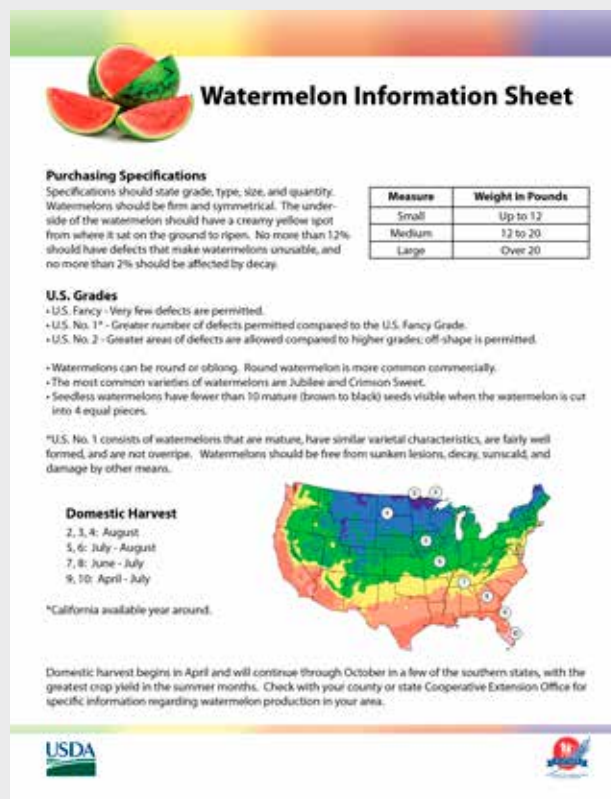 Watermelon Information Sheet
Purchasing Specifications
Specifications should state grade, type, size, and quantity.
Watermelons should be firm and symmetrical. The under-
side of the watermelon should have a creamy yellow spot
from where it sat on the ground to ripen. No more than 12%
should have defects that make watermelons unusable, and
no more than 2% should be affected by decay.
Measure Weight in Pounds
Small Up to 12
Medium 12 to 20
Large Over 20
U.S. Grades
• U.S. Fancy - Very few defects are permitted.
• U.S. No. 1* - Greater number of defects permitted compared to the U.S. Fancy Grade.
• U.S. No. 2 - Greater areas of defects are allowed compared to higher grades; off-shape is permitted.
• Watermelons can be round or oblong. Round watermelon is more common commercially.
• The most common varieties of watermelons are Jubilee and Crimson Sweet.
• Seedless watermelons have fewer than 10 mature (brown to black) seeds visible when the watermelon is cut
into 4 equal pieces.
*U.S. No. 1 consists of watermelons that are mature, have similar varietal characteristics, are fairly well
formed, and are not overripe. Watermelons should be free from sunken lesions, decay, sunscald, and
damage by other means.
Domestic Harvest
2, 3, 4: August
5, 6: July - August
7, 8: June - July
9, 10: April - July
*California available year around.
Domestic harvest begins in April and will continue through October in a few of the southern states, with the
greatest crop yield in the summer months. Check with your county or state Cooperative Extension Office for
specific information regarding watermelon production in your area.
USDA